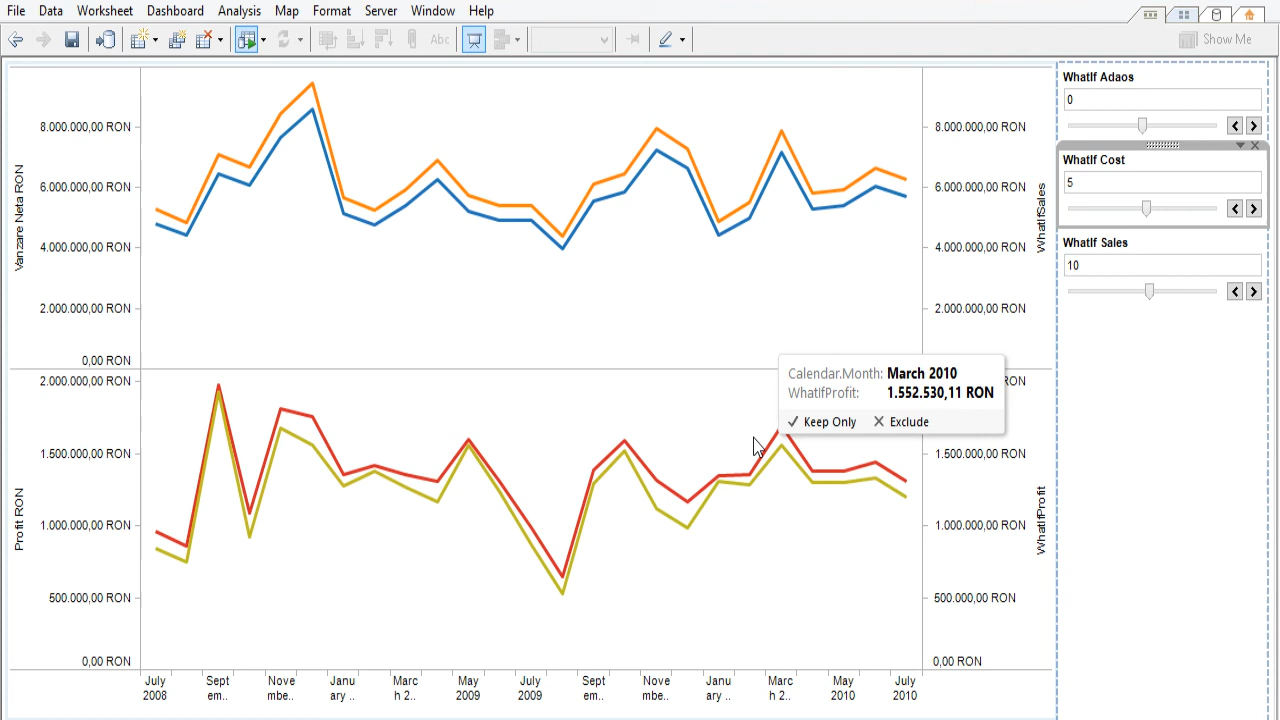 File Data Worksheet Dashboard Analysis Map Format Server Window Help
Abc
Show Me
8.000.000,00 RON
6.000.000,00 RON
4.000.000,00 RON
2.000.000,00 RON
0,00 RON
Vanzare Neta RON
8.000.000,00 RON
6.000.000,00 RON
4.000.000,00 RON
2.000.000,00 RON
WhatIfSales
2.000.000,00 RON
1.500.000,00 RON
1.000.000,00 RON
500.000,00 RON
0,00 RON
Profit RON
RON
1.500.000,00 RON
1.000.000,00 RON
500.000,00 RON
0,00 RON
WhatIfProfit
Calendar.Month: March 2010
WhatIfProfit: 1.552.530,11 RON
Keep Only Exclude
July Sept Nove Janu Marc May July Sept Nove Janu Marc May July
2008 em.. mbe.. ary .. h 2.. 2009 2009 em.. mbe.. ary .. h 2.. 2010 2010
WhatIf Adaos
0
WhatIf Cost
5
WhatIf Sales
10